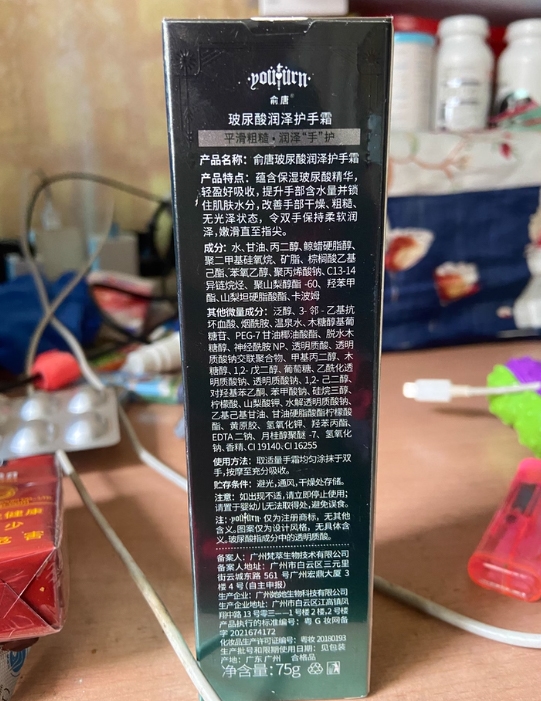 youturn
俞唐®
玻尿酸润泽护手霜
平滑粗糙·润泽“手”护
产品名称：俞唐玻尿酸润泽护手霜
产品特点：蕴含保湿玻尿酸精华，
轻盈好吸收，提升手部含水量并锁
住肌肤水分，改善手部干燥、粗糙、
无光泽状态，令双手保持柔软润
泽，嫩滑直至指尖。
成分：水、甘油、丙二醇、鲸蜡硬脂醇、
聚二甲基硅氧烷、矿脂、棕榈酸乙基
己酯、苯氧乙醇、聚丙烯酸钠、C13-14
异链烷烃、聚山梨醇酯-60、羟苯甲
酯、山梨坦硬脂酸酯、卡波姆
其他微量成分：泛醇、3-邻-乙基抗
坏血酸、烟酰胺、温泉水、木糖醇基葡
糖苷、PEG-7甘油椰油酸酯、脱水木
糖醇、神经酰胺NP、透明质酸、透明
质酸钠交联聚合物、甲基丙二醇、木
糖醇、1,2-戊二醇、葡萄糖、乙酰化透
明质酸钠、透明质酸钠、1,2-己二醇、
对羟基苯乙酮、苯甲酸钠、硅烷三醇、
柠檬酸、山梨酸钾、水解透明质酸钠、
乙基己基甘油、甘油硬脂酸酯柠檬酸
酯、黄原胶、氢氧化钾、羟苯丙酯、
EDTA二钠、月桂醇聚醚-7、氢氧化
钠、香精、CI 19140、CI 16255
使用方法：取适量手霜均匀涂抹于双
手，按摩至充分吸收。
贮存条件：避光，通风，干燥处存储。
注意：如出现不适，请立即停止使用；
请置于婴幼儿无法取得处，避免误食。
注：youturn 仅为注册商标，无其他
含义。图案仅为设计风格，无具体含
义。玻尿酸指成分中的透明质酸。
备案人：广州梵萃生物技术有限公司
备案人地址：广州市白云区三元里
街云城东路561号广州宏鼎大厦3
楼4号（自主申报）
生产企业：广州 生物科技有限公司
生产企业地址：广州市白云区江高镇凤
翔中路13号零三一一1号楼2楼,2号楼
产品执行的标准编号：粤G妆网备
字2021674172
化妆品生产许可证编号：粤妆20180193
生产批号和限期使用日期：见包装
产地：广东广州 合格品
净含量：75g